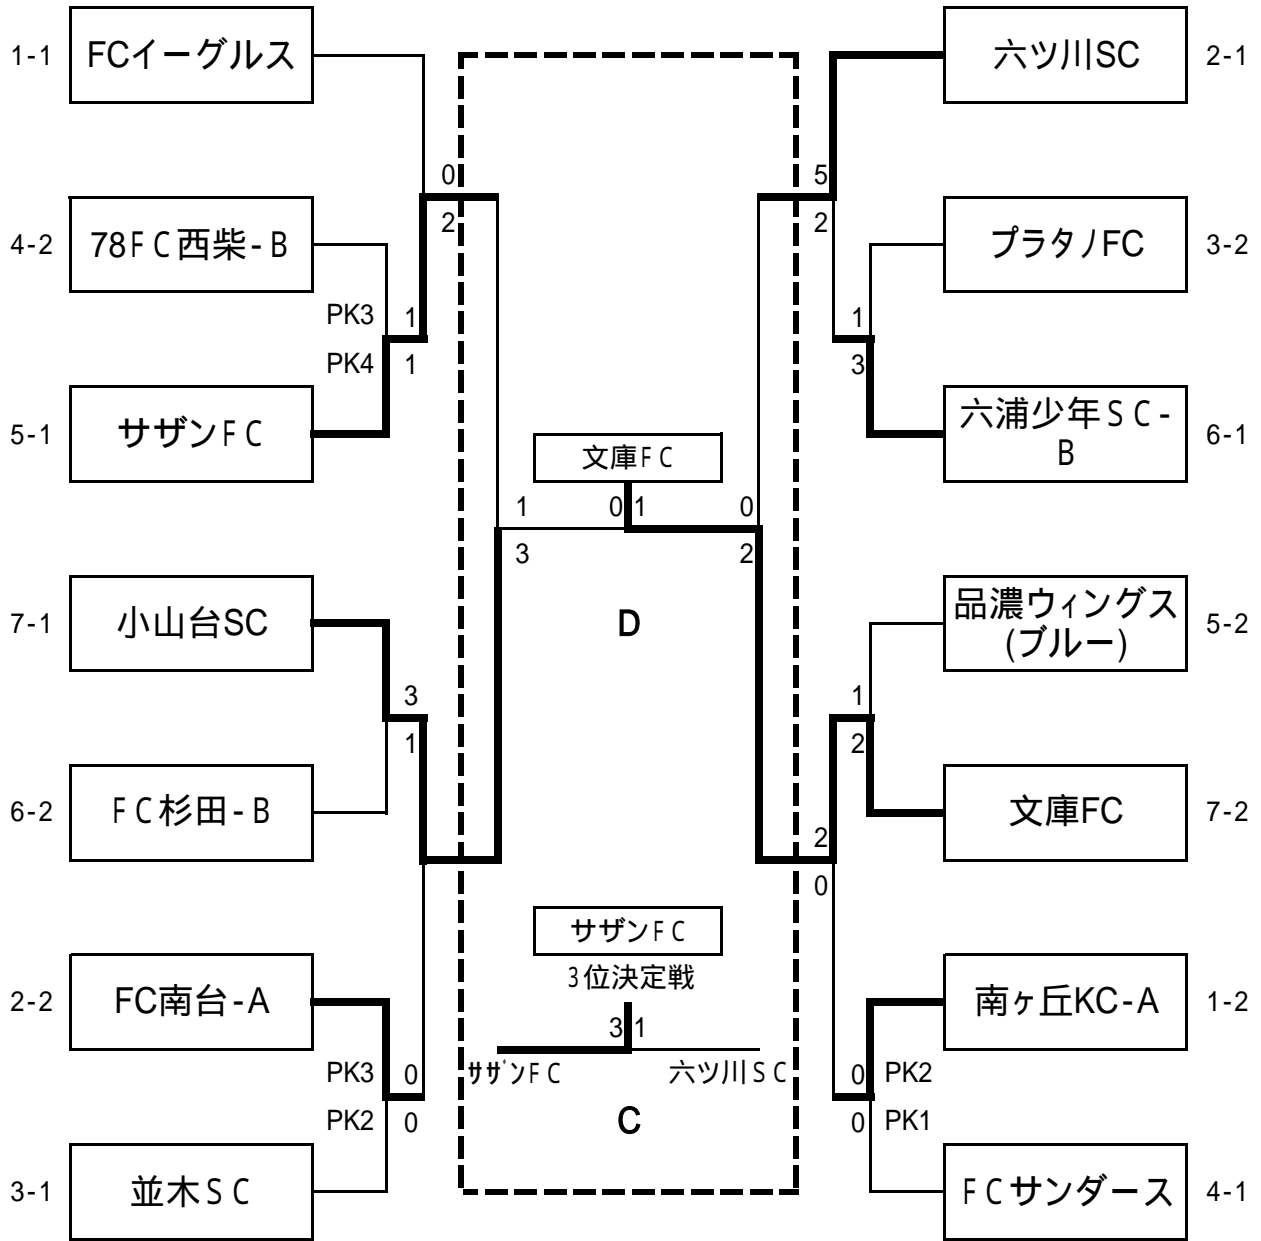 1-1
FCイーグルス
六ツ川SC
2-1
0
5
2
2
4-2
78FC西柴-B
プラタノFC
3-2
PK3
1
1
PK4
1
3
5-1
サザンFC
六浦少年SC-
B
6-1
文庫FC
1
0
1
0
3
2
7-1
小山台SC
D
品濃ウィングス
(ブルー)
5-2
3
1
1
2
6-2
FC杉田-B
文庫FC
7-2
2
0
サザンFC
3位決定戦
2-2
FC南台-A
南ヶ丘KC-A
1-2
3
1
サザンFC
六ツ川SC
PK3
0
0
PK2
PK2
0
0
PK1
C
3-1
並木SC
FCサンダース
4-1